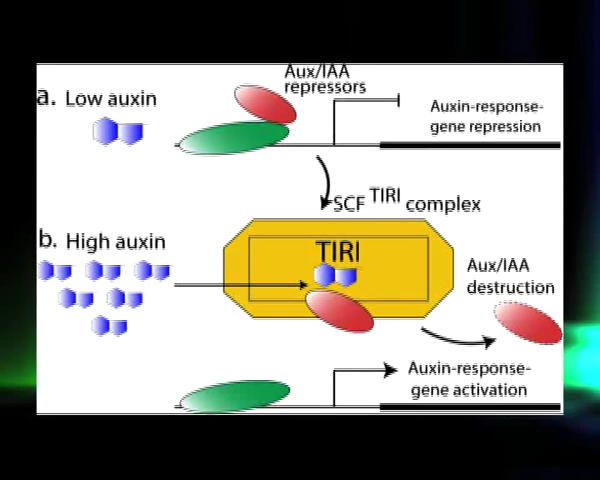 Aux/IAA
repressors
a. Low auxin
Auxin-response-
gene repression
SCF TIRI complex
b. High auxin
TIRI
Aux/IAA
destruction
Auxin-response-
gene activation